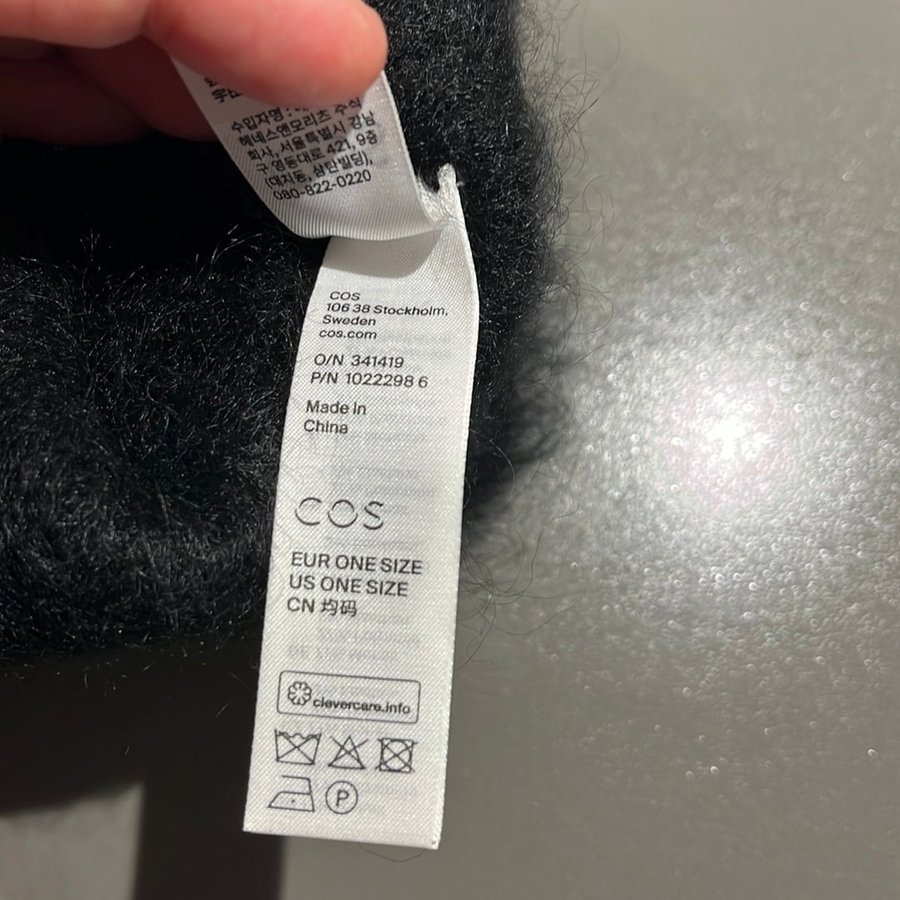 수입자명 :
헤네스앤모리츠 주식
회사, 서울특별시 강남
구 영동대로 421, 9층
(대치동, 삼탄빌딩),
080-822-0220
COS
106 38 Stockholm,
Sweden
cos.com
O/N 341419
P/N 1022298 6
Made in
China
COS
EUR ONE SIZE
US ONE SIZE
CN 均码
clevercare.info
P